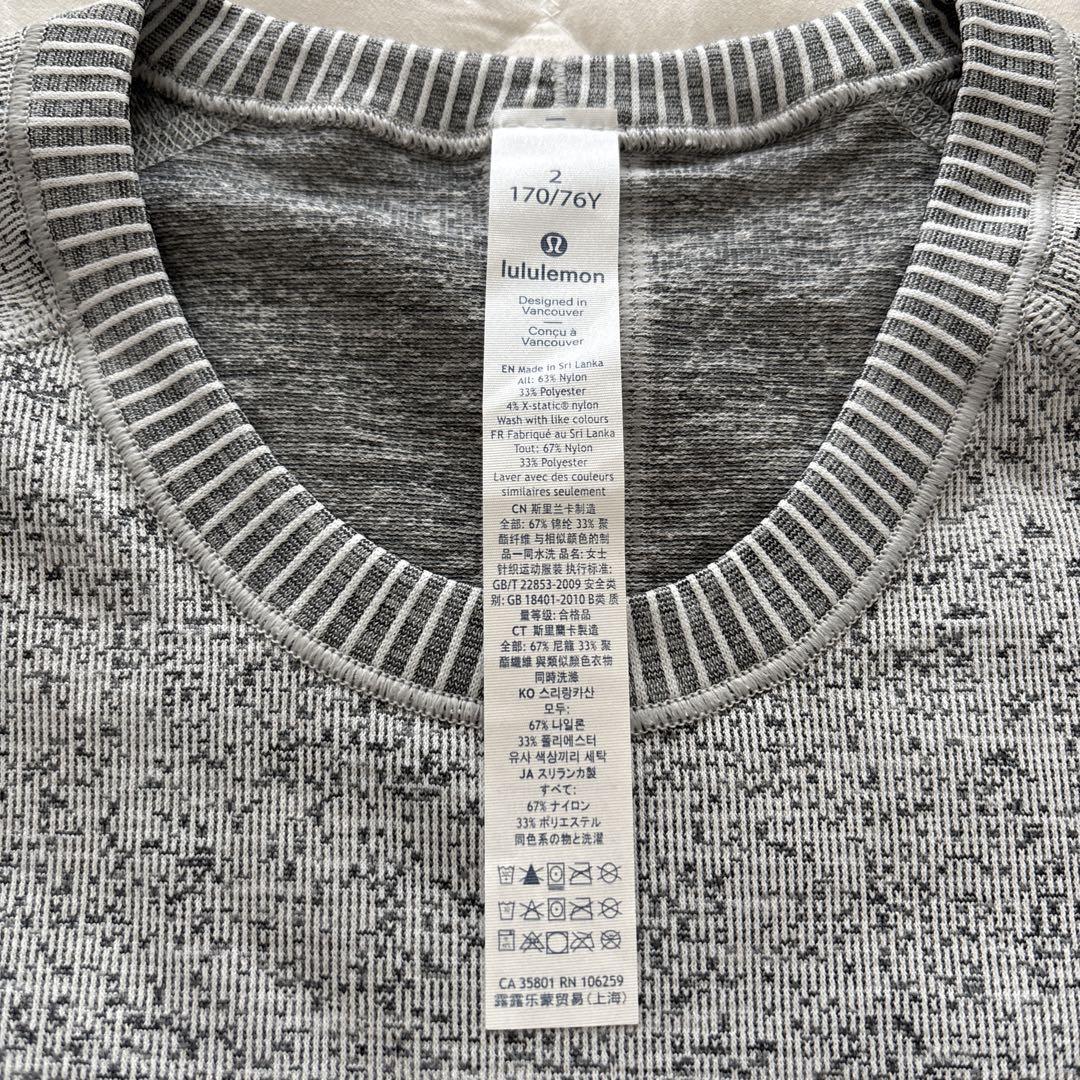 2
170/76Y
lululemon
Designed in
Vancouver
Conçu à
Vancouver
EN Made in Sri Lanka
All: 63% Nylon
33% Polyester
4% X-static® nylon
Wash with like colours
FR Fabriqué au Sri Lanka
Tout: 67% Nylon
33% Polyester
Laver avec des couleurs
similaires seulement
CN 斯里兰卡制造
全部: 67% 锦纶 33% 聚
酯纤维 与相似颜色的制
品一同水洗 品名: 女士
针织运动服装 执行标准:
GB/T 22853-2009 安全类
别: GB 18401-2010 B类 质
量等级: 合格品
CT 斯里蘭卡製造
全部: 67% 尼龍 33% 聚
酯纖維 與類似顏色衣物
同時洗滌
KO 스리랑카산
모두:
67% 나일론
33% 폴리에스터
유사 색상끼리 세탁
JA スリランカ製
すべて:
67% ナイロン
33% ポリエステル
同色系の物と洗濯
CA 35801 RN 106259
露露乐蒙贸易(上海)